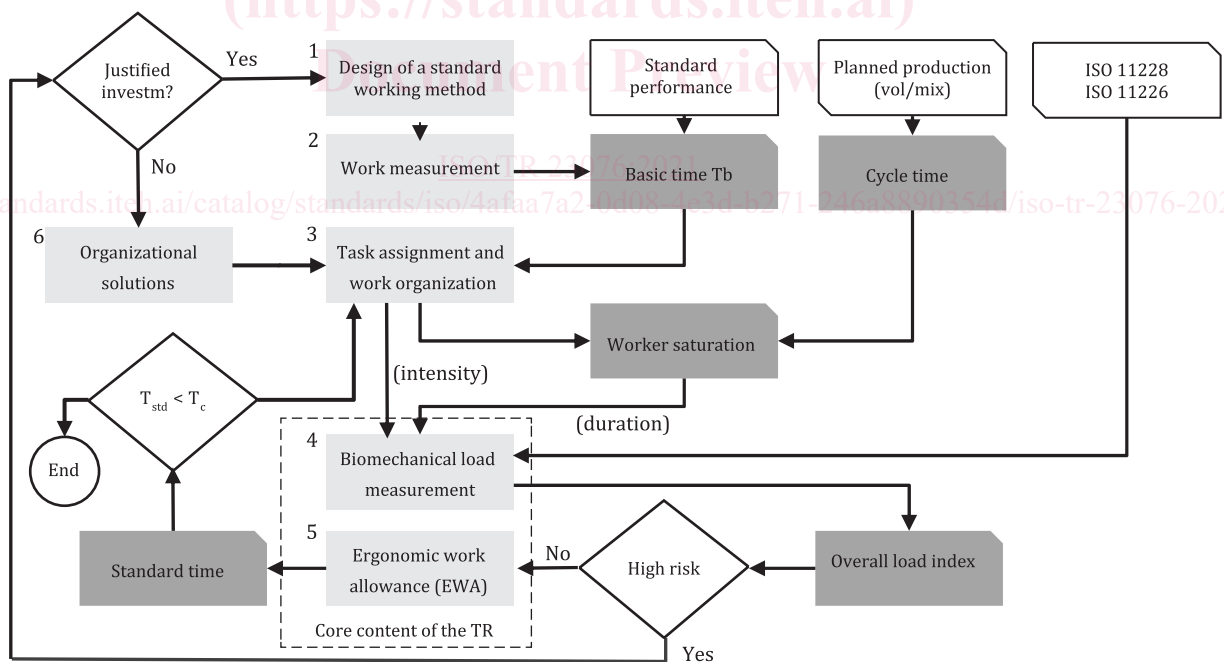 (https://standards.iteh.ai)
Document Preview
ISO/TR 23076:2021
andards.iteh.ai/catalog/standards/iso/4afaa7a2-0d08-4e3d-b271-246a8890354d/iso-tr-23076-202
Justified
investm?
Yes
No
1
Design of a standard
working method
Standard
performance
Planned production
(vol/mix)
ISO 11228
ISO 11226
2
Work measurement
Basic time Tb
Cycle time
6
Organizational
solutions
3
Task assignment and
work organization
Worker saturation
(intensity)
(duration)
T_std < T_c
End
4
Biomechanical load
measurement
5
Ergonomic work
allowance (EWA)
Core content of the TR
Standard time
No
High risk
Overall load index
Yes